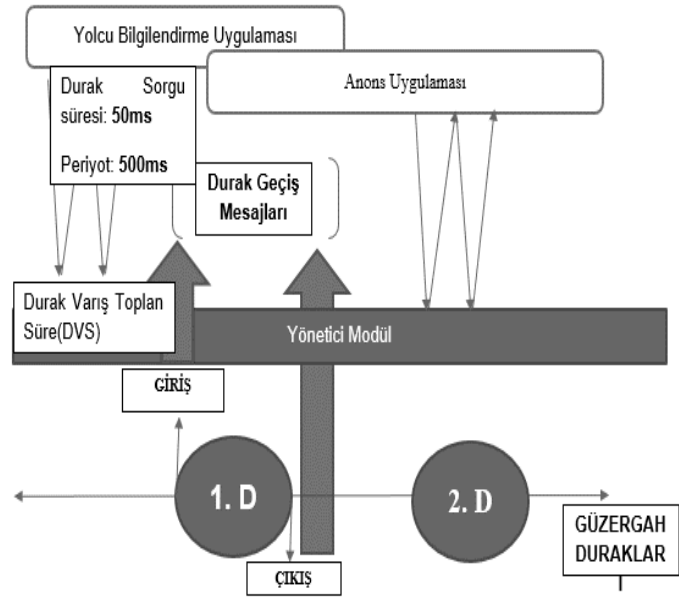 Yolcu Bilgilendirme Uygulaması
Durak Sorgu
süresi: 50ms
Periyot: 500ms
Anons Uygulaması
Durak Geçiş
Mesajları
Durak Varış Toplan
Süre(DVS)
Yönetici Modül
GİRİŞ
1. D
2. D
GÜZERGAH
DURAKLAR
ÇIKIŞ